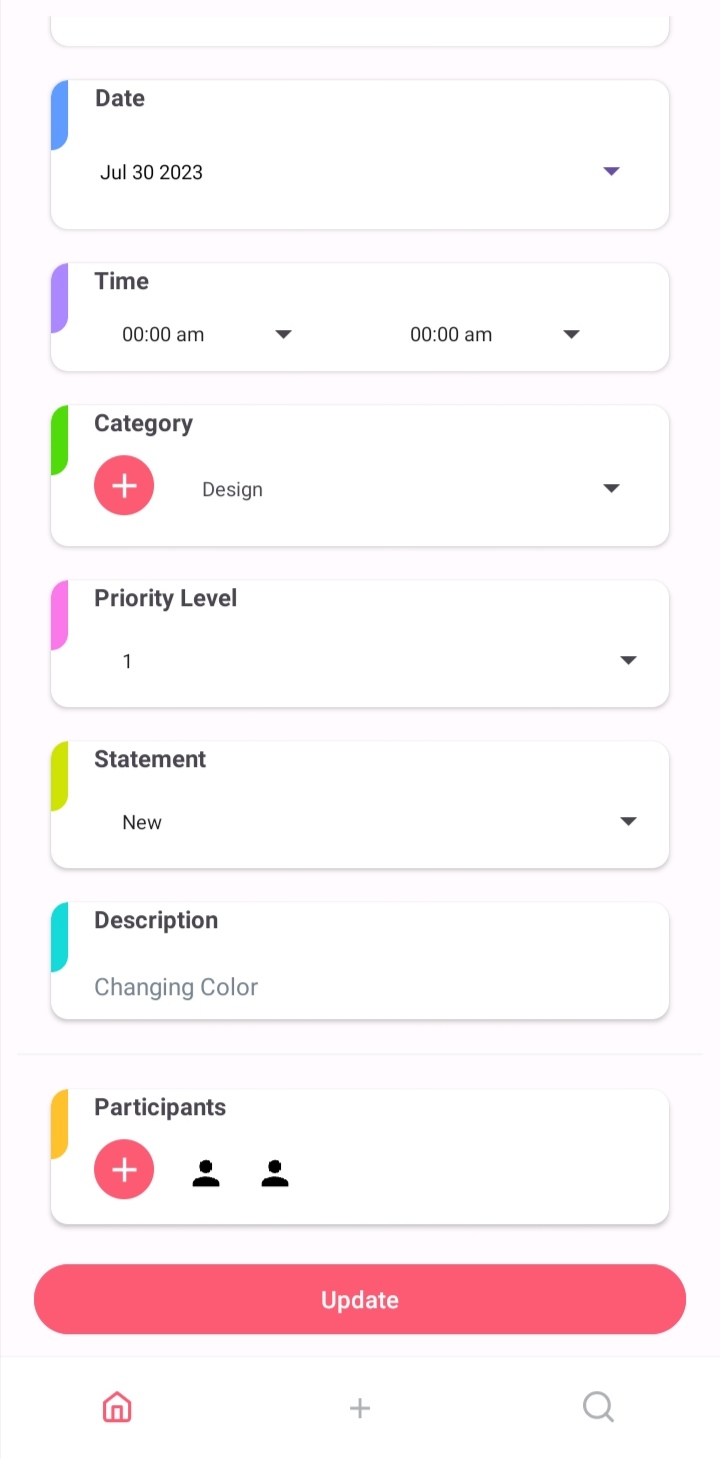 Date
Jul 30 2023
Time
00:00 am 00:00 am
Category
Design
Priority Level
1
Statement
New
Description
Changing Color
Participants
Update